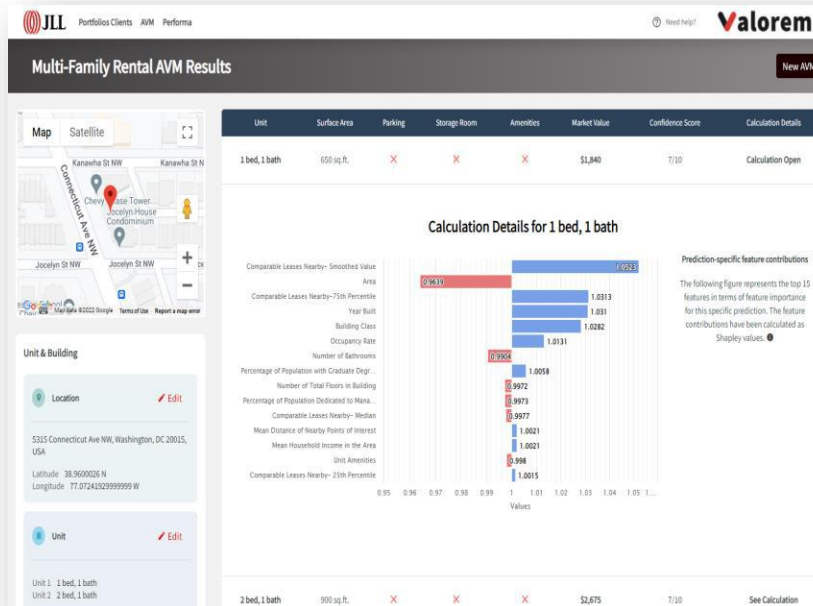 JLL Portfolios Clients AVM Performa Need help? Valorem
Multi-Family Rental AVM Results New AVM
Map Satellite
Kanawha St NW Kanawha St N
Connecticut Ave NW
Jocelyn House
Condominium
Jocelyn St NW Jocelyn St NW
Map data ©2022 Google Terms of Use Report a map error
Unit & Building
Location Edit
5315 Connecticut Ave NW, Washington, DC 20015,
USA
Latitude 38.9600026 N
Longitude 77.07241929999999 W
Unit Edit
Unit 1 1 bed, 1 bath
Unit 2 2 bed, 1 bath
Unit Surface Area Parking Storage Room Amenities Market Value Confidence Score Calculation Details
1 bed, 1 bath 650 sq.ft. X X X $1,840 7/10 Calculation Open
Calculation Details for 1 bed, 1 bath
Comparable Leases Nearby- Smoothed Value 1.0523
Area 0.9639
Comparable Leases Nearby-75th Percentile 1.0313
Year Built 1.031
Building Class 1.0282
Occupancy Rate 1.0131
Number of Bathrooms 0.9904
Percentage of Population with Graduate Degr... 1.0058
Number of Total Floors in Building 0.9972
Percentage of Population Dedicated to Mana... 0.9973
Comparable Leases Nearby- Median 0.9977
Mean Distance of Nearby Points of Interest 1.0021
Mean Household Income in the Area 1.0021
Unit Amenities 0.998
Comparable Leases Nearby- 25th Percentile 1.0015
0.95 0.96 0.97 0.98 0.99 1 1.01 1.02 1.03 1.04 1.05 1...
Values
Prediction-specific feature contributions
The following figure represents the top 15
features in terms of feature importance
for this specific prediction. The feature
contributions have been calculated as
Shapley values.
2 bed, 1 bath 900 sq.ft. X X X $2,675 7/10 See Calculation